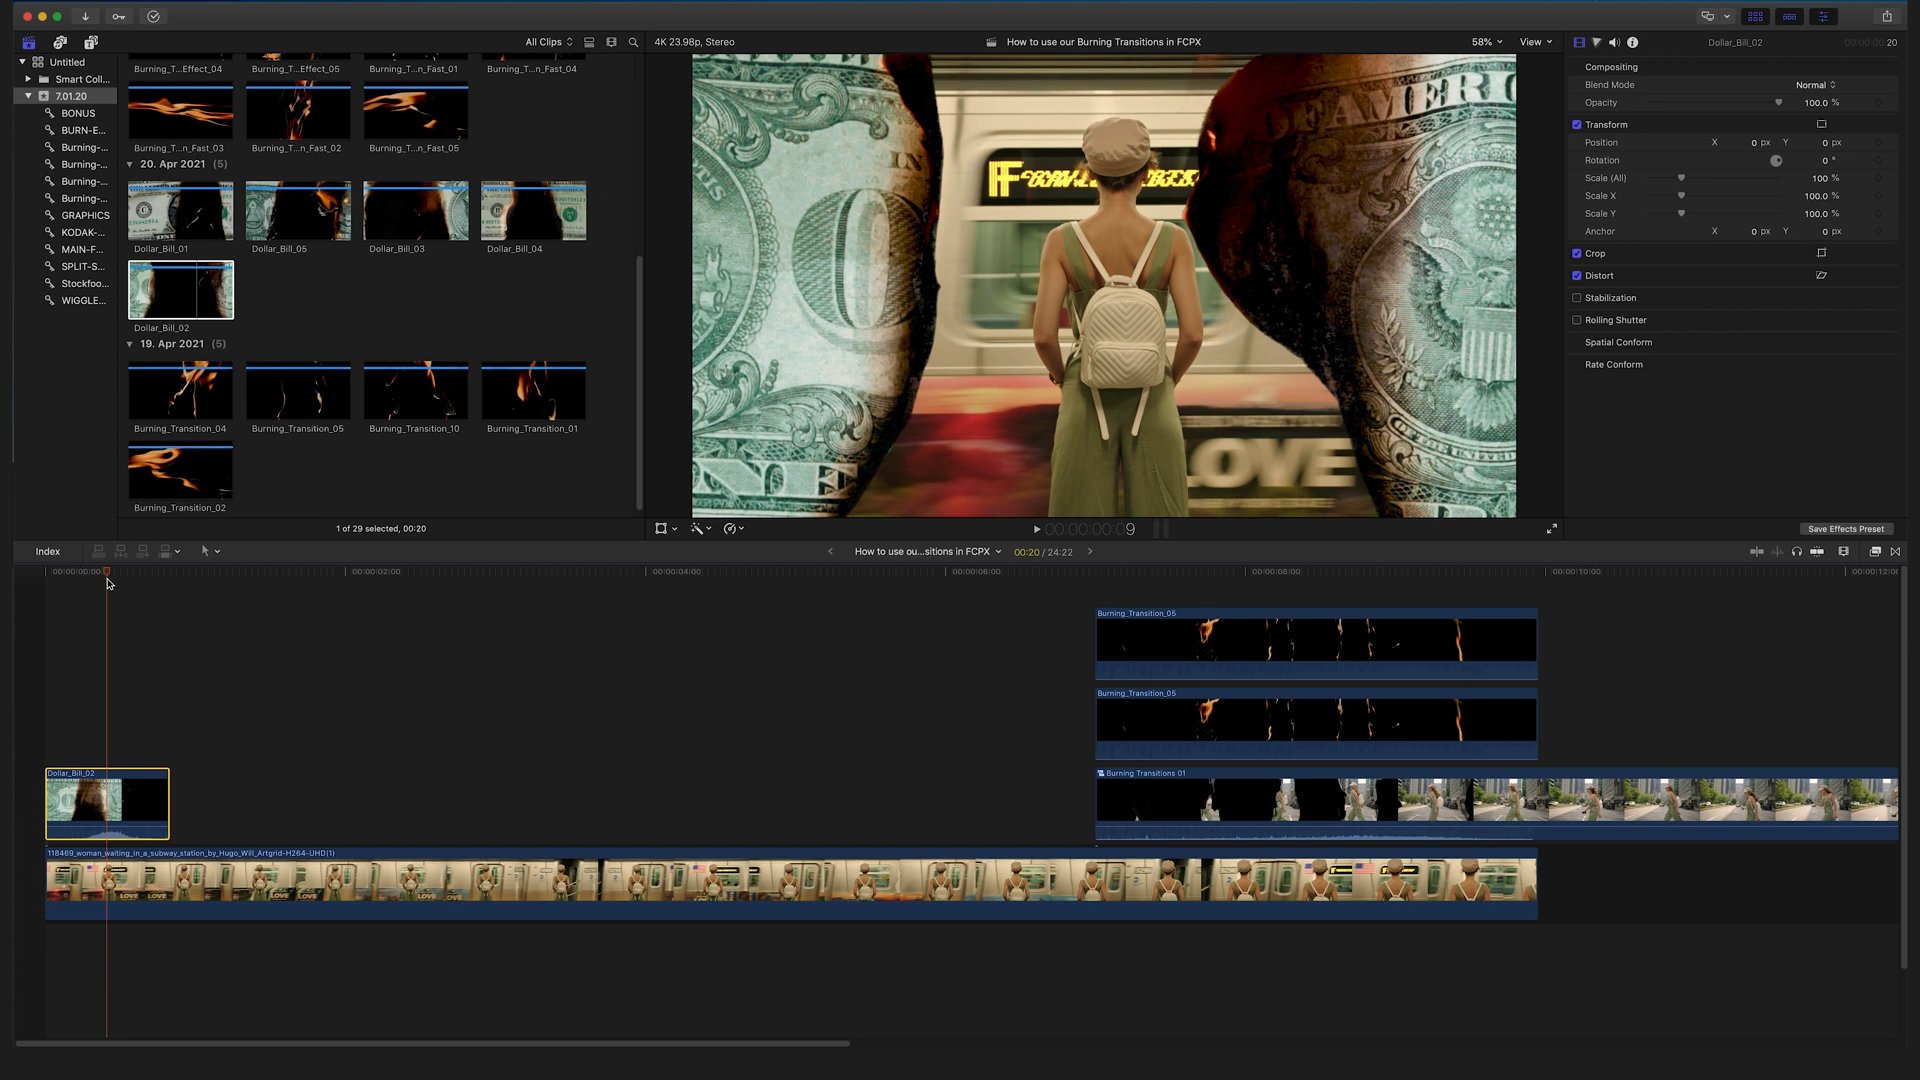 All Clips
4K 23.98p, Stereo
How to use our Burning Transitions in FCPX
58%
View
Dollar_Bill_02
20
Untitled
Smart Coll...
7.01.20
BONUS
BURN-E...
Burning-...
Burning-...
Burning-...
Burning-...
GRAPHICS
KODAK-...
MAIN-F...
SPLIT-S...
Stockfoo...
WIGGLE...
Burning_T...Effect_04
Burning_T...Effect_05
Burning_T...n_Fast_01
Burning_T...n_Fast_04
Burning_T...n_Fast_03
Burning_T...n_Fast_02
Burning_T...n_Fast_05
20. Apr 2021 (5)
Dollar_Bill_01
Dollar_Bill_05
Dollar_Bill_03
Dollar_Bill_04
Dollar_Bill_02
19. Apr 2021 (5)
Burning_Transition_04
Burning_Transition_05
Burning_Transition_10
Burning_Transition_01
Burning_Transition_02
1 of 29 selected, 00:20
OF AMERICA
IN
LOVE
00:00:00:09
Compositing
Blend Mode
Normal
Opacity
100.0 %
Transform
Position
X 0 px Y 0 px
Rotation
0 °
Scale (All)
100 %
Scale X
100.0 %
Scale Y
100.0 %
Anchor
X 0 px Y 0 px
Crop
Distort
Stabilization
Rolling Shutter
Spatial Conform
Rate Conform
Save Effects Preset
Index
How to use ou...sitions in FCPX
00:20 / 24:22
00:00:00:00
00:00:02:00
00:00:04:00
00:00:06:00
00:00:08:00
00:00:10:00
00:00:12:00
Burning_Transition_05
Burning_Transition_05
Dollar_Bill_02
Burning Transitions 01
118469_woman_waiting_in_a_subway_station_by_Hugo_Will_Artgrid-H264-UHD(1)